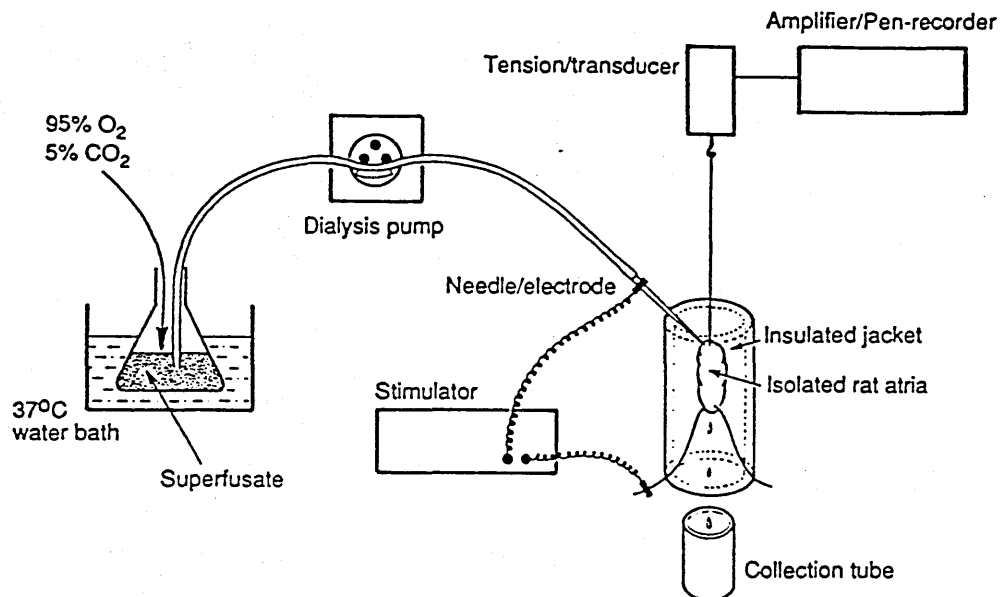 Amplifier/Pen-recorder
Tension/transducer
95% O2
5% CO2
Dialysis pump
Needle/electrode
Insulated jacket
Isolated rat atria
Stimulator
37ºC
water bath
Superfusate
Collection tube